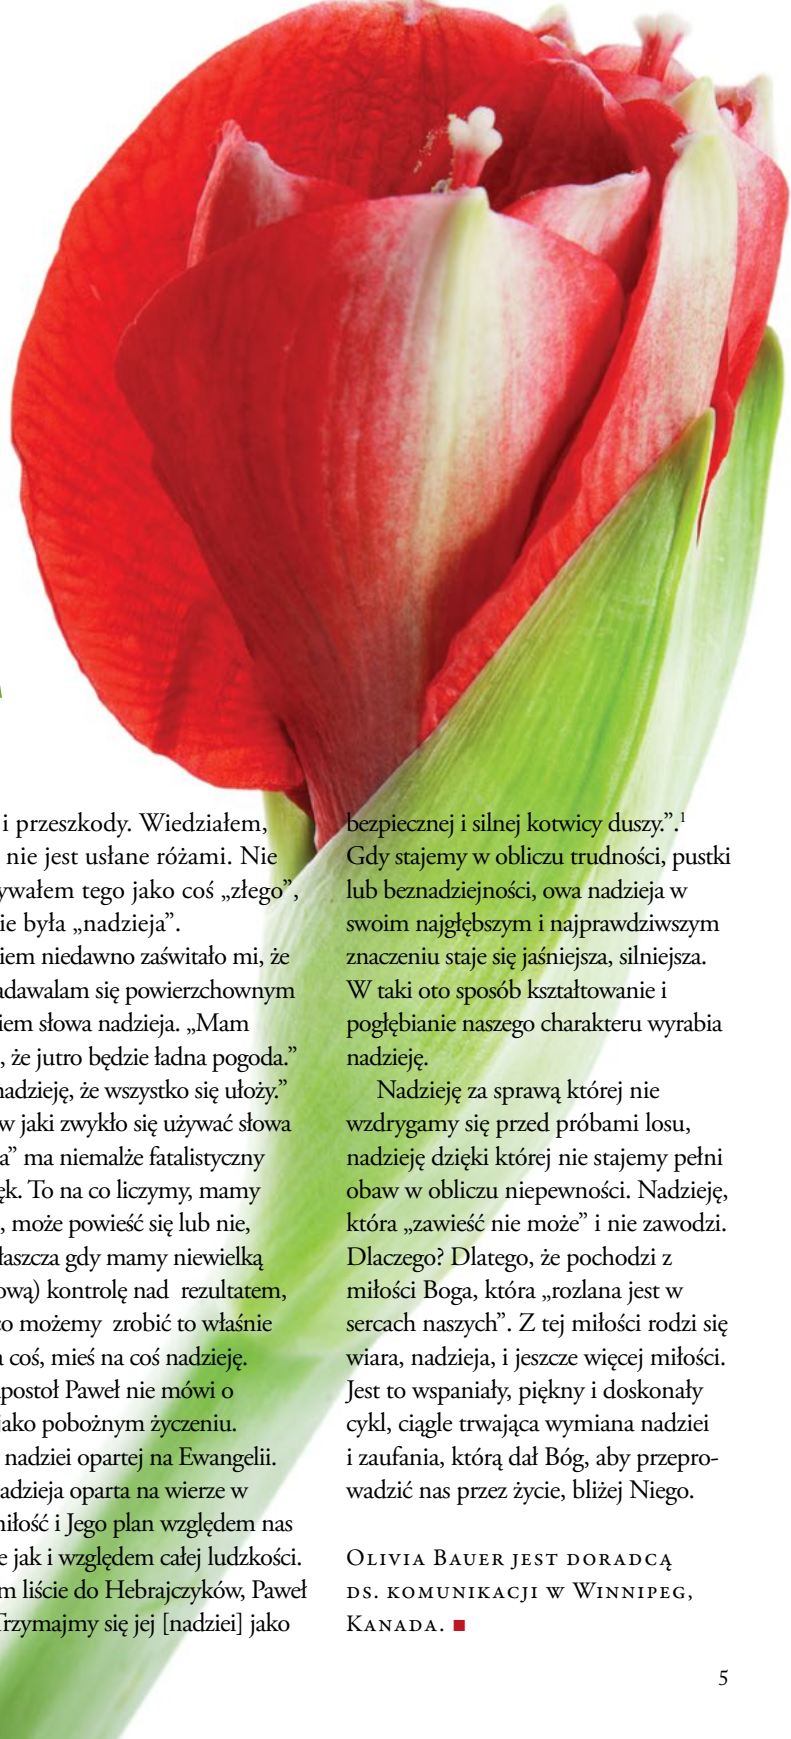 i przeszkody. Wiedziałem,
nie jest usłane różami. Nie
ywałem tego jako coś „złego”,
ie była „nadzieja”.
iem niedawno zaświtało mi, że
adawalam się powierzchownym
iem słowa nadzieja. „Mam
, że jutro będzie ładna pogoda.”
nadzieję, że wszystko się ułoży.”
w jaki zwykło się używać słowa
a” ma niemalże fatalistyczny
ęk. To na co liczymy, mamy
, może powieść się lub nie,
łaszcza gdy mamy niewielką
ową) kontrolę nad rezultatem,
co możemy zrobić to właśnie
a coś, mieś na coś nadzieję.
postoł Paweł nie mówi o
jako pobożnym życzeniu.
nadziei opartej na Ewangelii.
adzieja oparta na wierze w
miłość i Jego plan względem nas
e jak i względem całej ludzkości.
m liście do Hebrajczyków, Paweł
Trzymajmy się jej [nadziei] jako
bezpiecznej i silnej kotwicy duszy.”.1
Gdy stajemy w obliczu trudności, pustki
lub beznadziejności, owa nadzieja w
swoim najgłębszym i najprawdziwszym
znaczeniu staje się jaśniejsza, silniejsza.
W taki oto sposób kształtowanie i
pogłębianie naszego charakteru wyrabia
nadzieję.
Nadzieję za sprawą której nie
wzdrygamy się przed próbami losu,
nadzieję dzięki której nie stajemy pełni
obaw w obliczu niepewności. Nadzieję,
która „zawieść nie może” i nie zawodzi.
Dlaczego? Dlatego, że pochodzi z
miłości Boga, która „rozlana jest w
sercach naszych”. Z tej miłości rodzi się
wiara, nadzieja, i jeszcze więcej miłości.
Jest to wspaniały, piękny i doskonały
cykl, ciągle trwająca wymiana nadziei
i zaufania, którą dał Bóg, aby przepro-
wadzić nas przez życie, bliżej Niego.
Olivia Bauer jest doradcą
ds. komunikacji w Winnipeg,
Kanada.
5